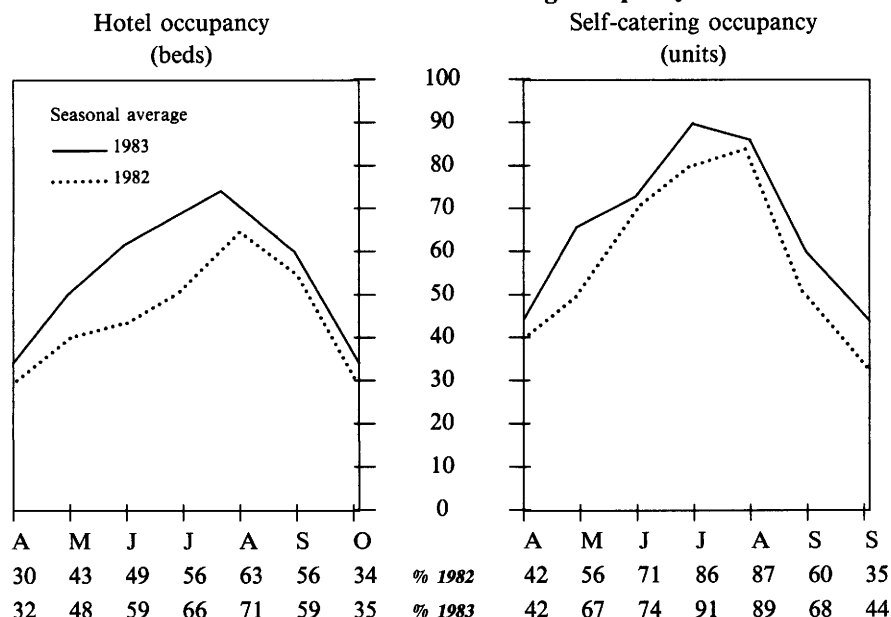 Hotel occupancy
(beds)
Self-catering occupancy
(units)
Seasonal average
1983
1982
100
90
80
70
60
50
40
30
20
10
0
A M J J A S O
A M J J A S S
30 43 49 56 63 56 34 % 1982 42 56 71 86 87 60 35
32 48 59 66 71 59 35 % 1983 42 67 74 91 89 68 44